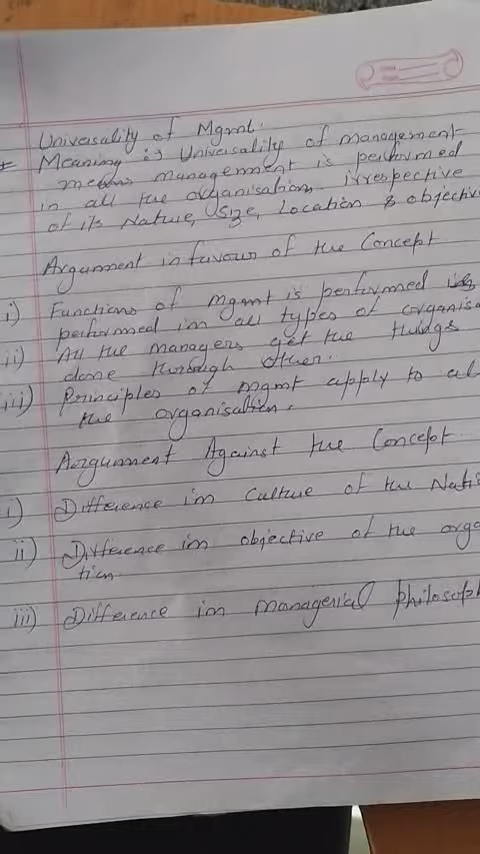 Universality of Mgmt.
Meaning :> Universality of management
means management is performed
in all the organisation irrespective
of its Nature, Size, Location & objective
Argument in favour of the Concept
i) Functions of Mgmt is performed is
performed in all types of organisa
ii) All the managers get the things
done through other.
iii) Principles of mgmt apply to al
the organisation.
Argument Against the Concept
i) Difference in Culture of the Natio
ii) Difference in objective of the orga
tion
iii) Difference in managerial philosoph